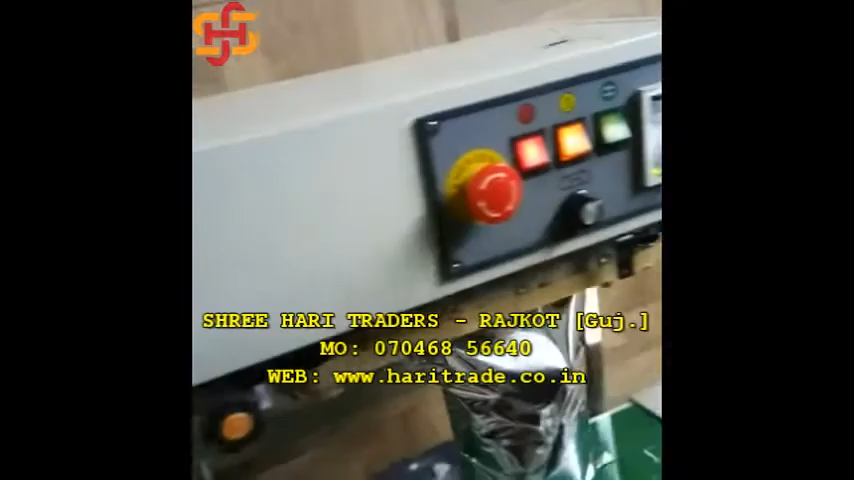 SHREE HARI TRADERS - RAJKOT [Guj.]
MO: 070468 56640
WEB: www.haritrade.co.in